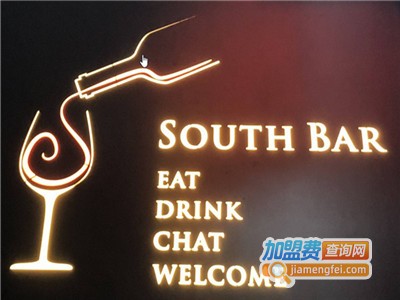 SOUTH BAR
EAT
DRINK
CHAT
WELCOME
加盟费查询网
jiamengfei.com